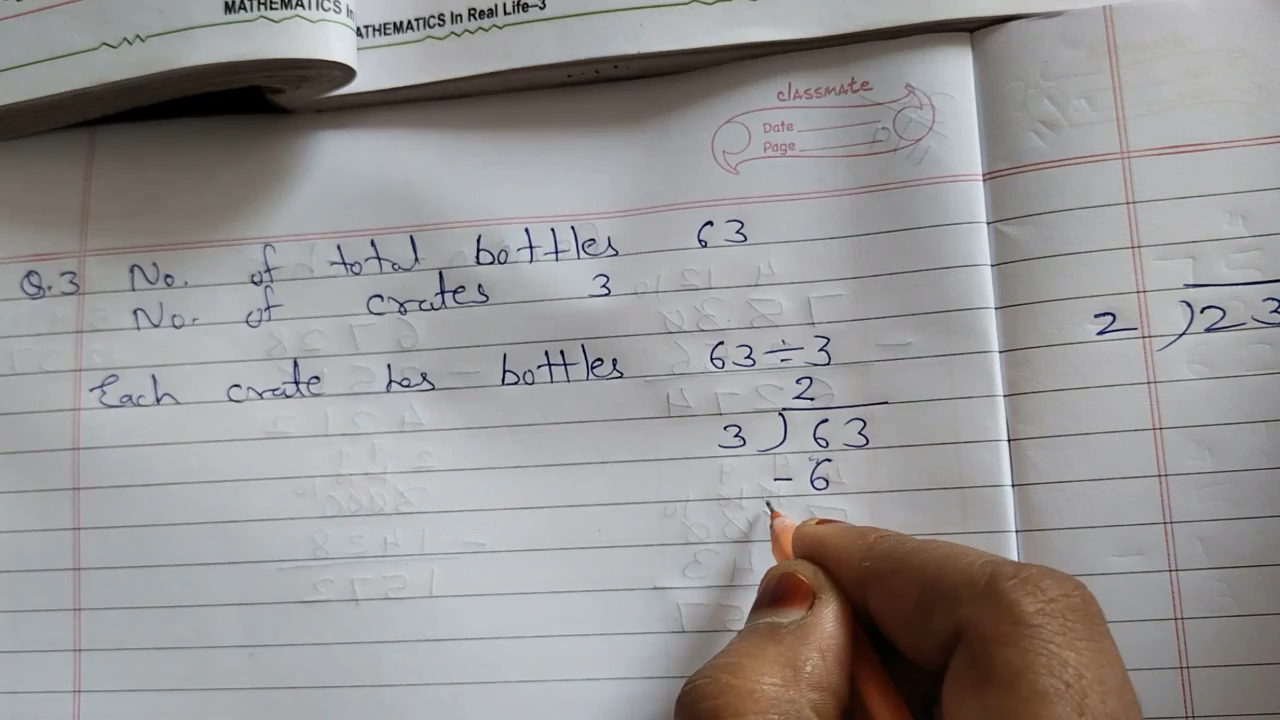 MATHEMATICS In
ATHEMATICS In Real Life–3
classmate
Date
Page
Q.3 No. of total bottles 63
No. of crates 3
Each crate has bottles 63÷3
2
3 ) 63
- 6
2 ) 23